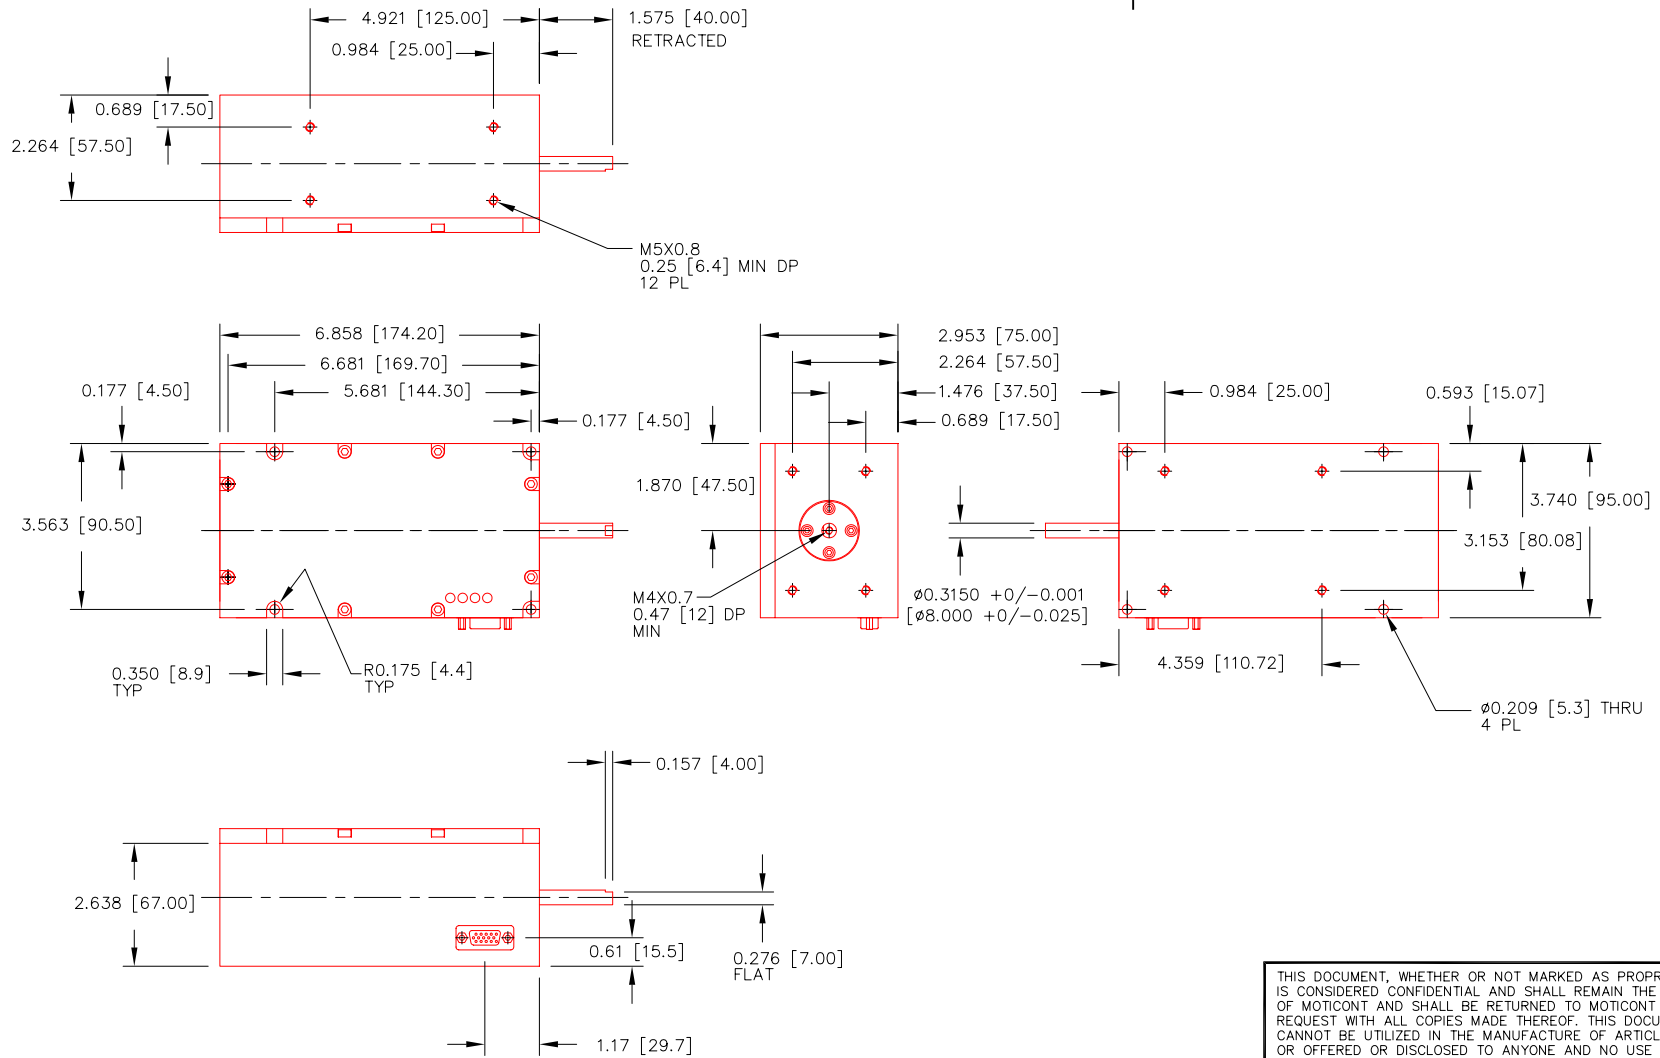 4.921 [125.00]
1.575 [40.00]
RETRACTED
0.984 [25.00]
0.689 [17.50]
2.264 [57.50]
M5X0.8
0.25 [6.4] MIN DP
12 PL
6.858 [174.20]
6.681 [169.70]
0.177 [4.50]
5.681 [144.30]
0.177 [4.50]
3.563 [90.50]
0.350 [8.9]
TYP
R0.175 [4.4]
TYP
2.953 [75.00]
2.264 [57.50]
1.476 [37.50]
0.689 [17.50]
1.870 [47.50]
M4X0.7
0.47 [12] DP
MIN
ø0.3150 +0/-0.001
[ø8.000 +0/-0.025]
0.984 [25.00]
0.593 [15.07]
3.740 [95.00]
3.153 [80.08]
4.359 [110.72]
ø0.209 [5.3] THRU
4 PL
0.157 [4.00]
2.638 [67.00]
0.61 [15.5]
0.276 [7.00]
FLAT
1.17 [29.7]
THIS DOCUMENT, WHETHER OR NOT MARKED AS PROPR
IS CONSIDERED CONFIDENTIAL AND SHALL REMAIN THE
OF MOTICONT AND SHALL BE RETURNED TO MOTICONT
REQUEST WITH ALL COPIES MADE THEREOF. THIS DOCU
CANNOT BE UTILIZED IN THE MANUFACTURE OF ARTICL
OR OFFERED OR DISCLOSED TO ANYONE AND NO USE